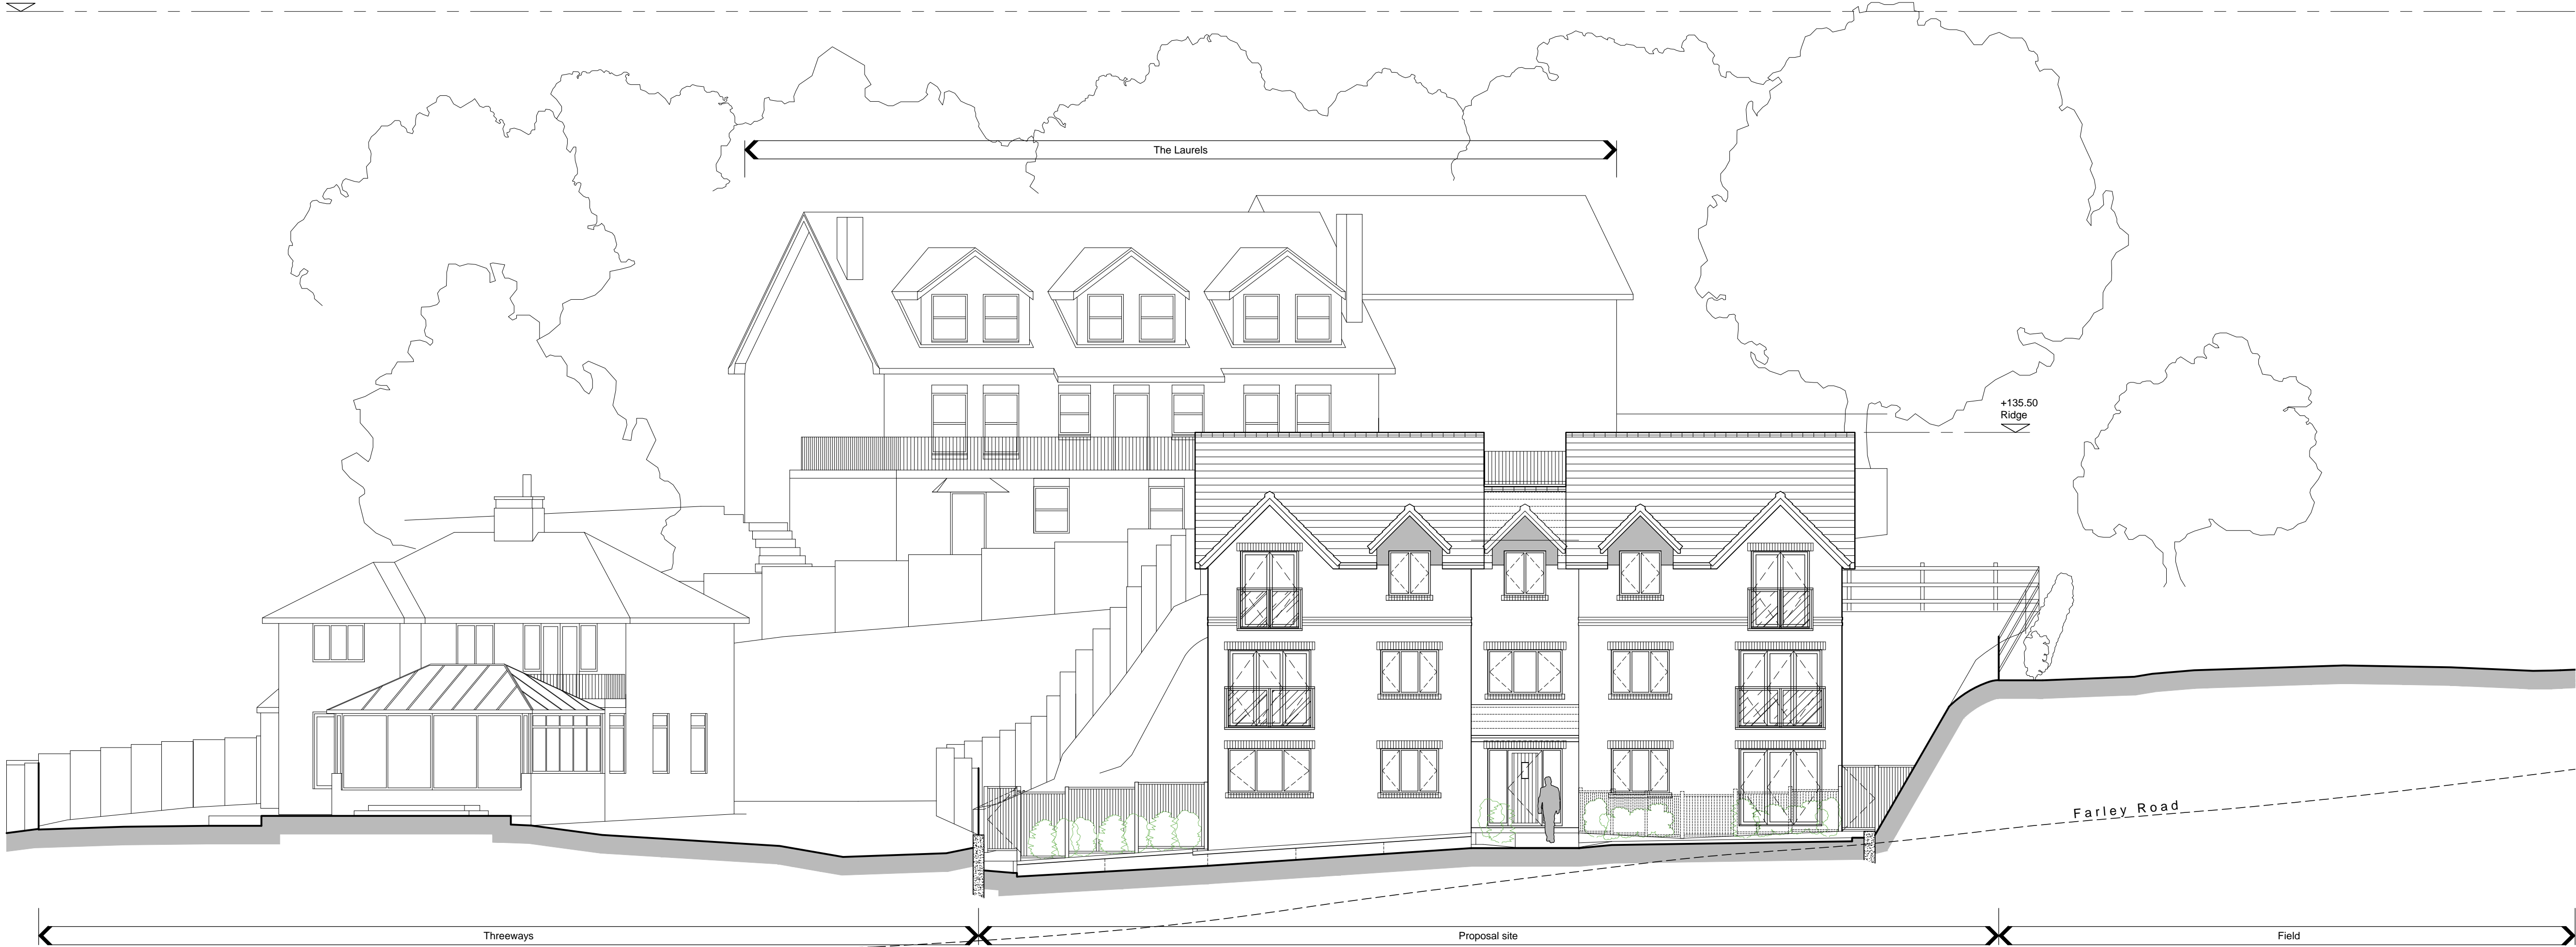 The Laurels
+135.50
Ridge
Farley Road
Threeways
Proposal site
Field